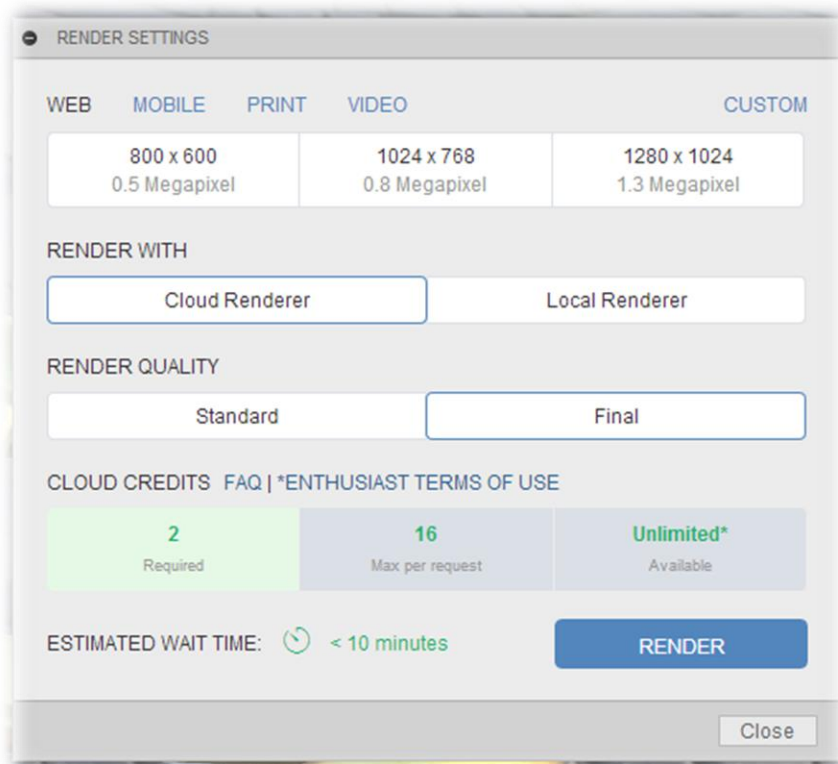 RENDER SETTINGS
WEB MOBILE PRINT VIDEO CUSTOM
800 x 600 1024 x 768 1280 x 1024
0.5 Megapixel 0.8 Megapixel 1.3 Megapixel
RENDER WITH
Cloud Renderer Local Renderer
RENDER QUALITY
Standard Final
CLOUD CREDITS FAQ | *ENTHUSIAST TERMS OF USE
2 16 Unlimited*
Required Max per request Available
ESTIMATED WAIT TIME: < 10 minutes RENDER
Close